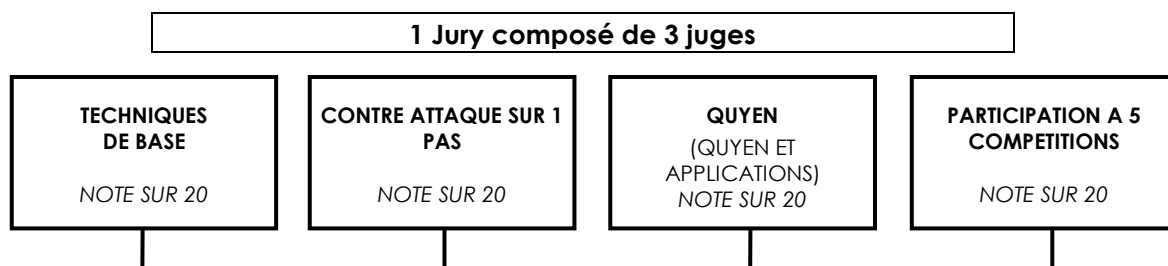 1 Jury composé de 3 juges
TECHNIQUES
DE BASE
NOTE SUR 20
CONTRE ATTAQUE SUR 1
PAS
NOTE SUR 20
QUYEN
(QUYEN ET
APPLICATIONS)
NOTE SUR 20
PARTICIPATION A 5
COMPETITIONS
NOTE SUR 20